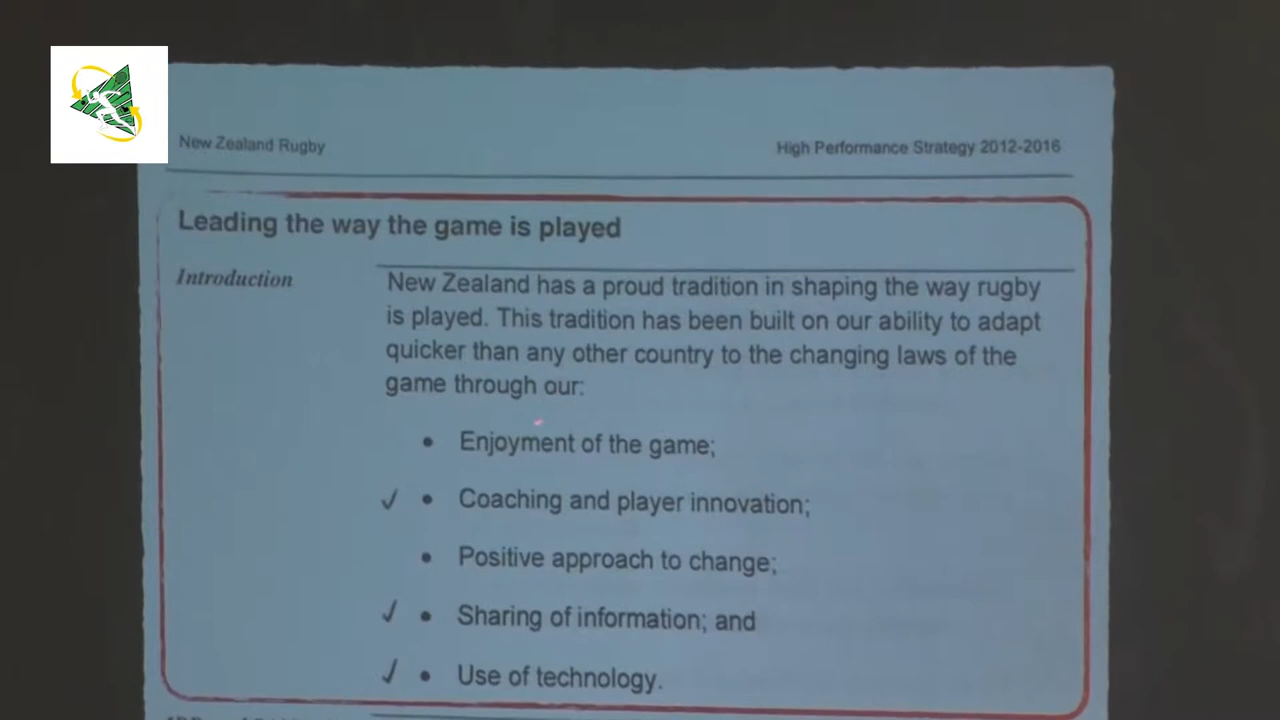 New Zealand Rugby
High Performance Strategy 2012-2016
Leading the way the game is played
Introduction
New Zealand has a proud tradition in shaping the way rugby
is played. This tradition has been built on our ability to adapt
quicker than any other country to the changing laws of the
game through our:
• Enjoyment of the game;
✓ • Coaching and player innovation;
• Positive approach to change;
✓ • Sharing of information; and
✓ • Use of technology.